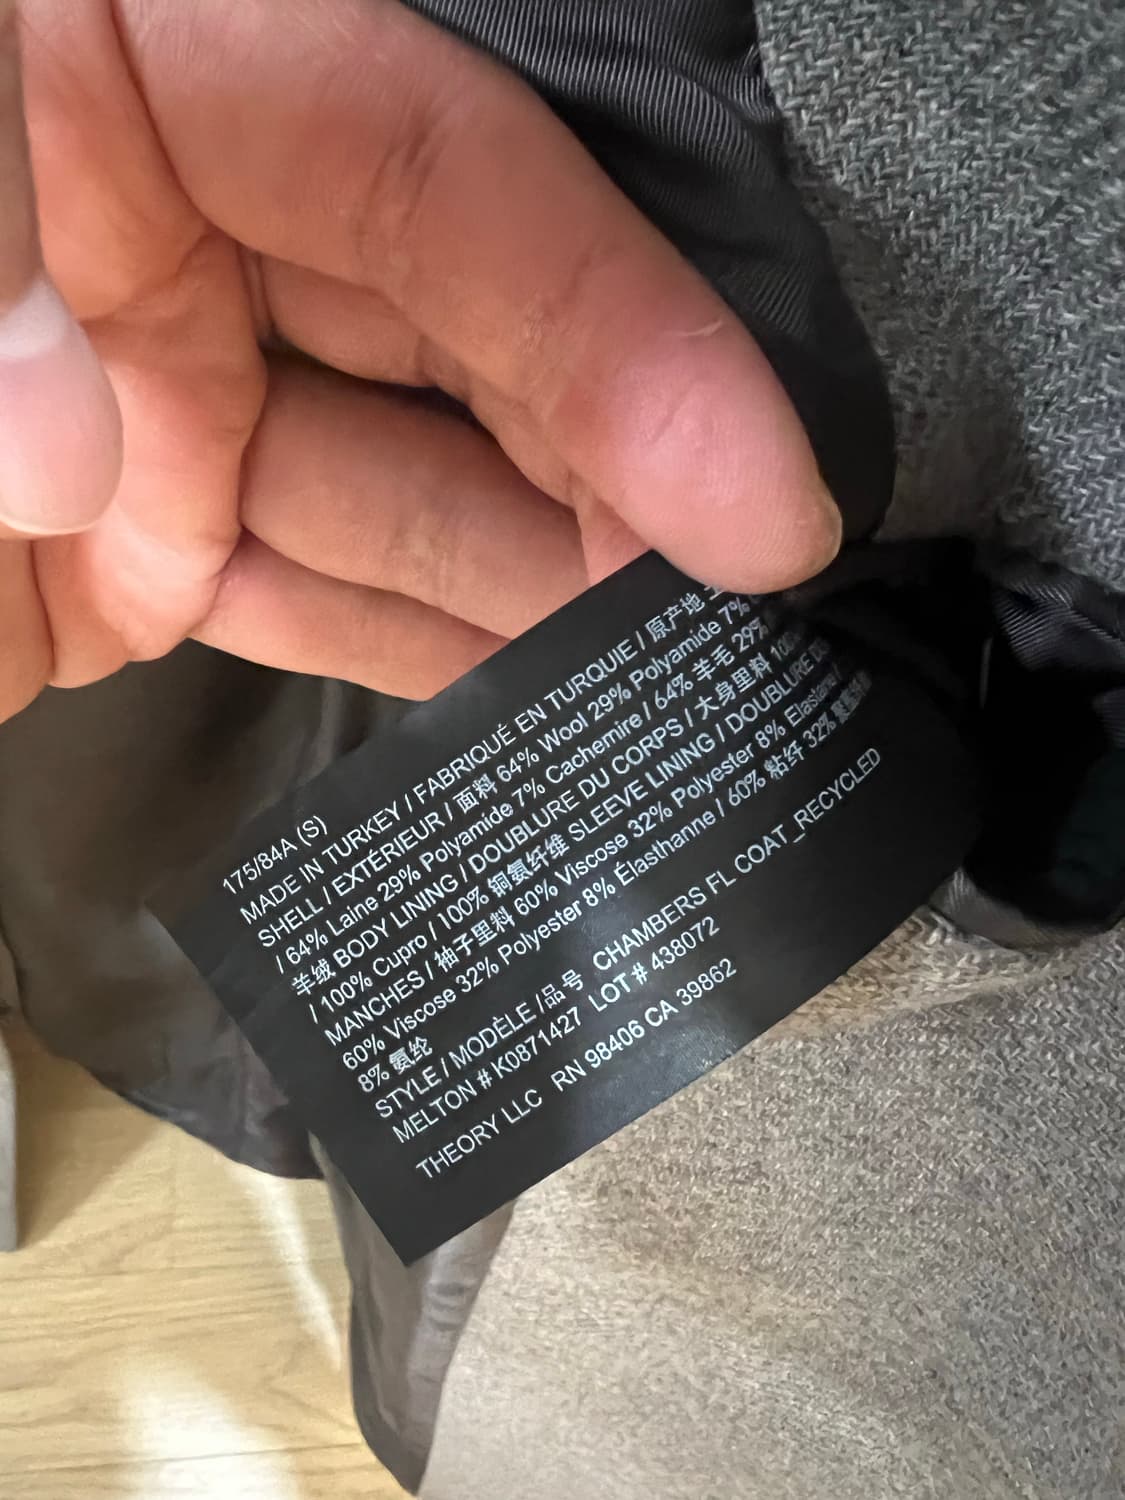 175/84A (S)
MADE IN TURKEY / FABRIQUÉ EN TURQUIE / 原产地
SHELL / EXTÉRIEUR / 面料 64% Wool 29% Polyamide 7%
/ 64% Laine 29% Polyamide 7% Cachemire / 64% 羊毛 29%
羊绒 BODY LINING / DOUBLURE DU CORPS / 大身里料
/ 100% Cupro / 100% 铜氨纤维 SLEEVE LINING / DOUBLURE
MANCHES / 袖子里料 60% Viscose 32% Polyester 8%
60% Viscose 32% Polyester 8% Élasthanne / 60% 粘纤 32%
8% 氨纶
STYLE / MODÈLE /品号 CHAMBERS FL COAT_RECYCLED
MELTON # K0871427 LOT # 438072
THEORY LLC RN 98406 CA 39862